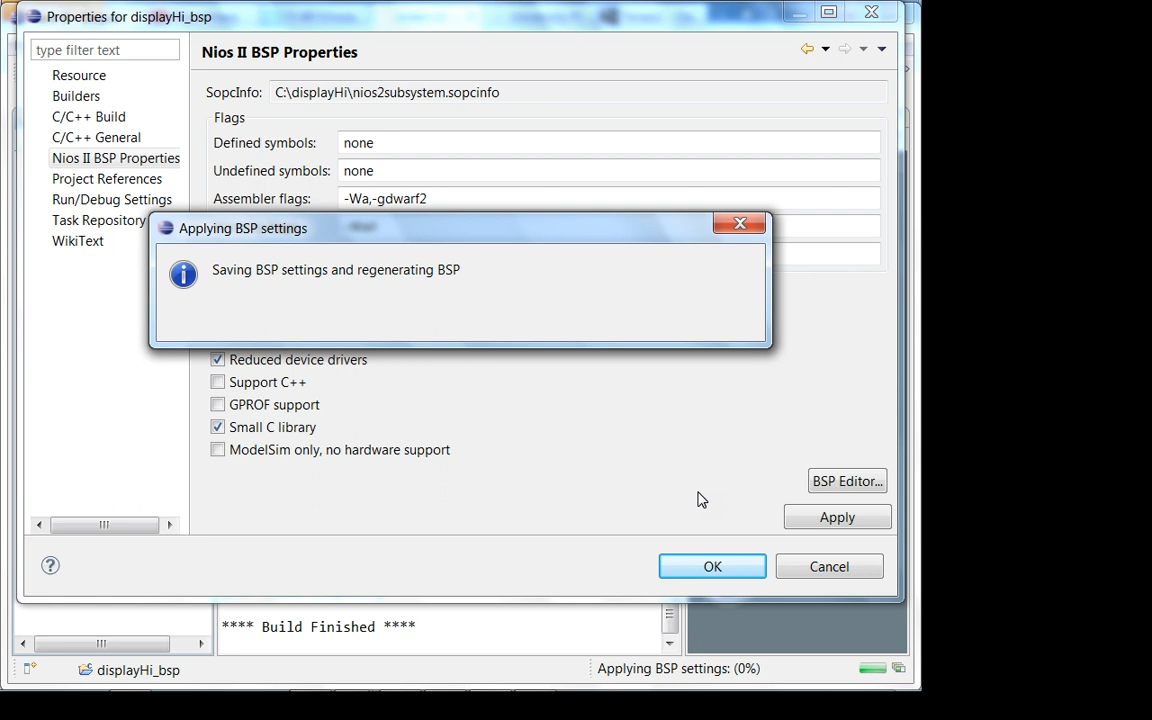 Properties for displayHi_bsp
type filter text
Nios II BSP Properties
Resource
Builders
C/C++ Build
C/C++ General
Nios II BSP Properties
Project References
Run/Debug Settings
Task Repository
WikiText
SopcInfo: C:\displayHi\nios2subsystem.sopcinfo
Flags
Defined symbols: none
Undefined symbols: none
Assembler flags: -Wa,-gdwarf2
Applying BSP settings
Saving BSP settings and regenerating BSP
Reduced device drivers
Support C++
GPROF support
Small C library
ModelSim only, no hardware support
BSP Editor...
Apply
OK
Cancel
**** Build Finished ****
displayHi_bsp
Applying BSP settings: (0%)